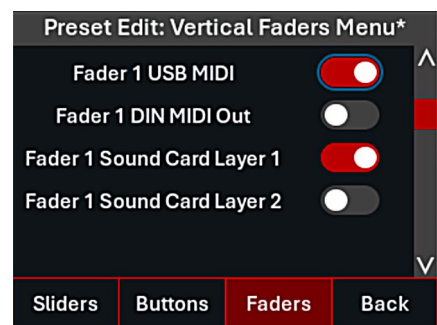 Preset Edit: Vertical Faders Menu*
Fader 1 USB MIDI
Fader 1 DIN MIDI Out
Fader 1 Sound Card Layer 1
Fader 1 Sound Card Layer 2
Sliders Buttons Faders Back